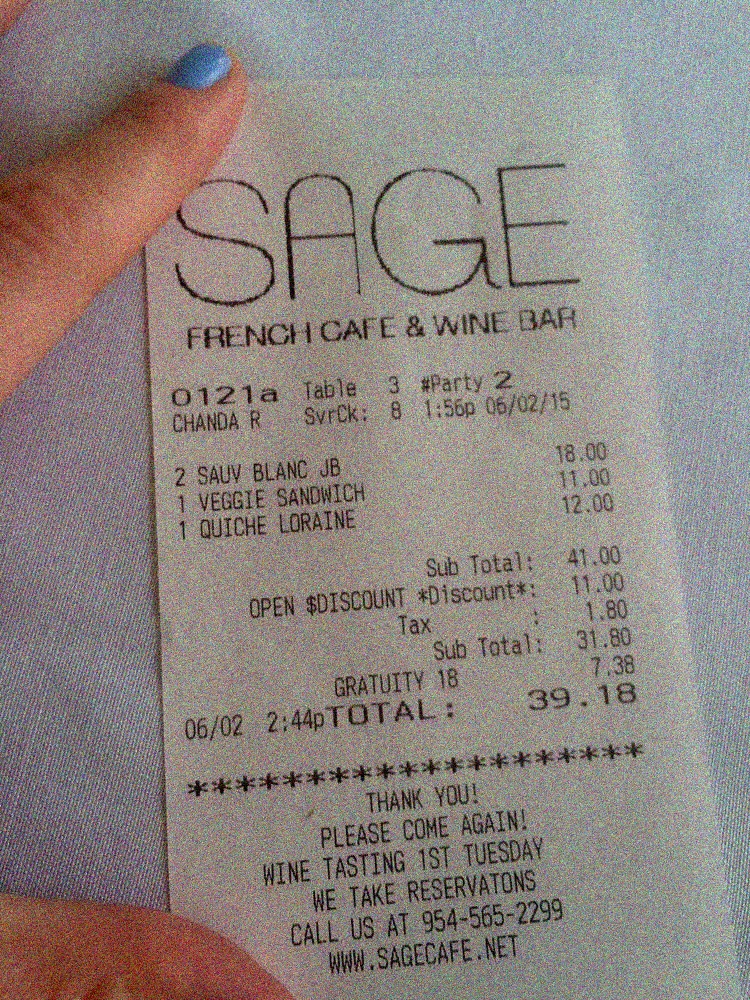 SAGE
FRENCH CAFE & WINE BAR
0121a Table 3 #Party 2
CHANDA R SvrCk: 8 1:56p 06/02/15
2 SAUV BLANC JB 18.00
1 VEGGIE SANDWICH 11.00
1 QUICHE LORAINE 12.00
Sub Total: 41.00
OPEN $DISCOUNT *Discount*: 11.00
Tax : 1.80
Sub Total: 31.80
GRATUITY 18 7.38
06/02 2:44pTOTAL: 39.18
********************
THANK YOU!
PLEASE COME AGAIN!
WINE TASTING 1ST TUESDAY
WE TAKE RESERVATONS
CALL US AT 954-565-2299
WWW.SAGECAFE.NET